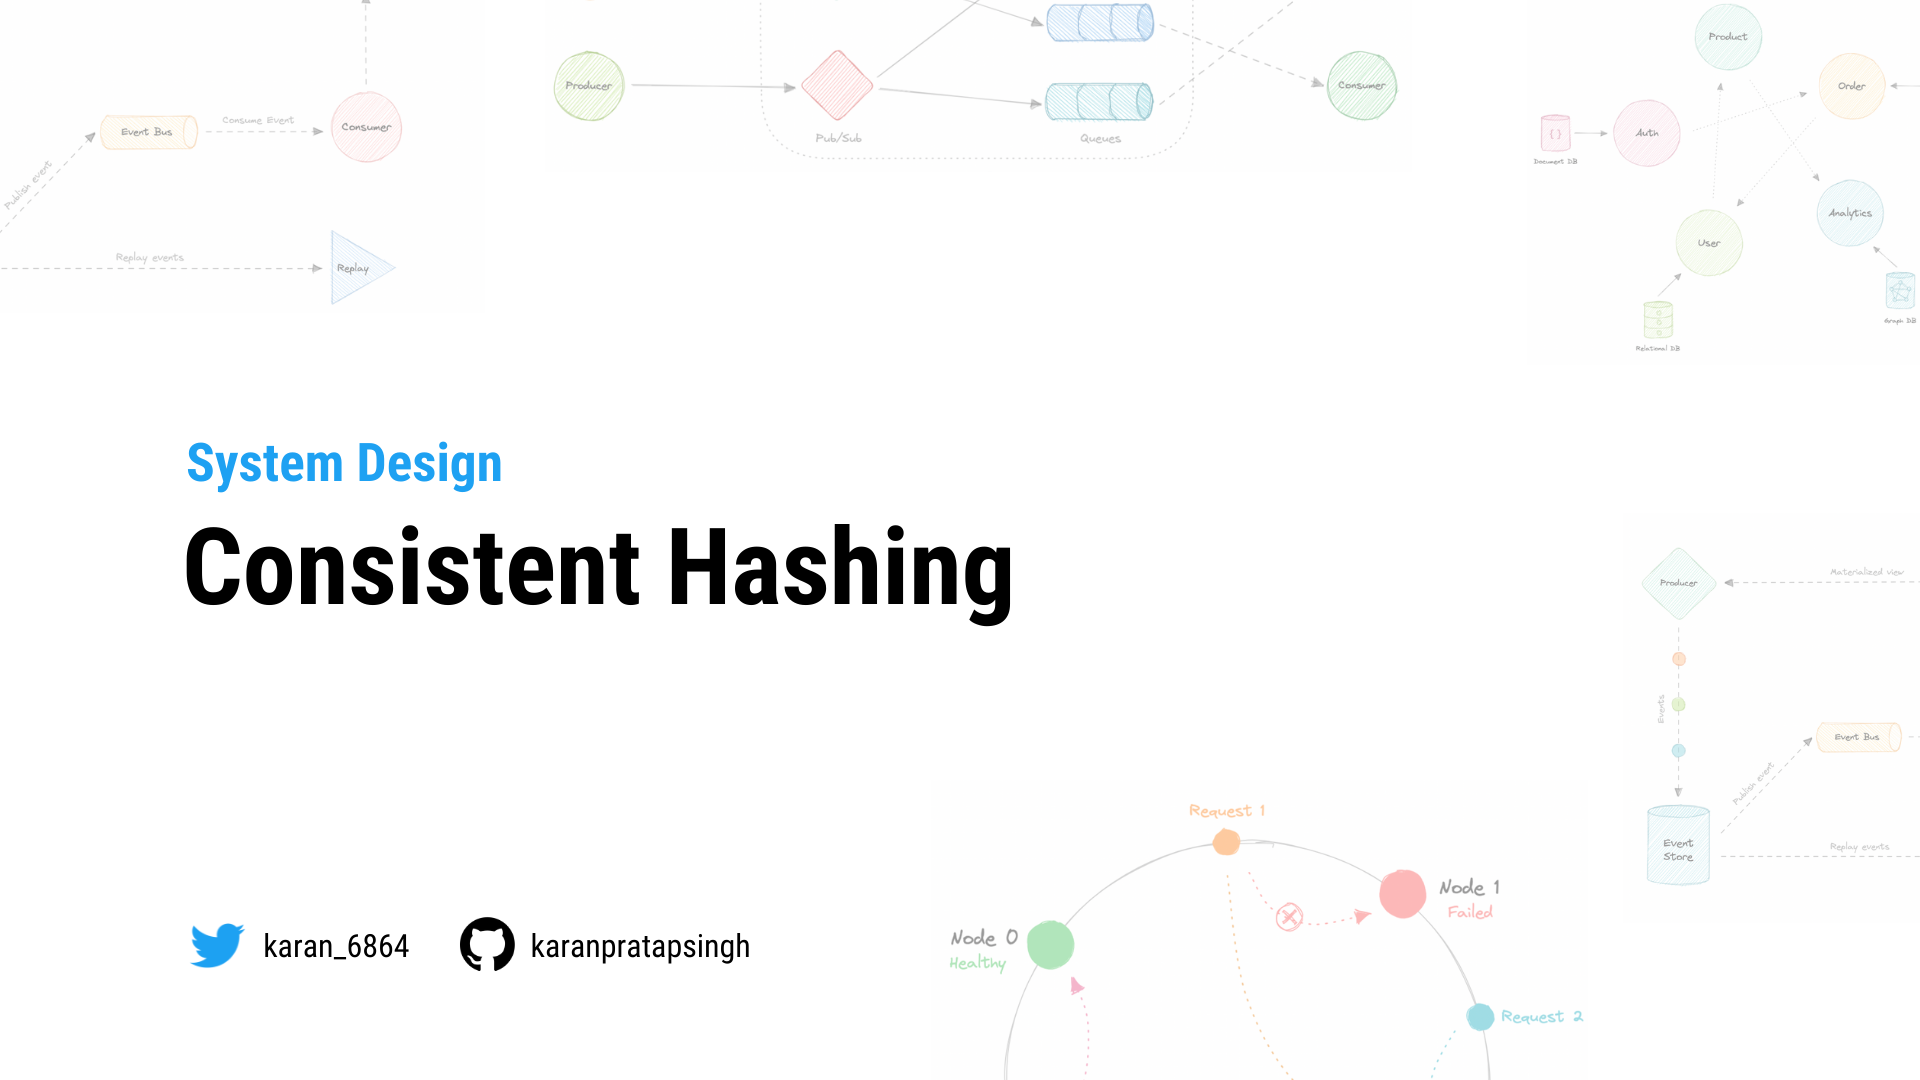 Event Bus
Consume Event
Consumer
Publish event
Replay events
Replay
Producer
Pub/Sub
Queues
Consumer
Product
Order
Document DB
Auth
Analytics
User
Graph DB
Relational DB
System Design
Consistent Hashing
Producer
Materialized view
Events
Event Bus
Publish event
Event
Store
Replay events
Request 1
Node 1
Failed
Node 0
Healthy
Request 2
karan_6864
karanpratapsingh